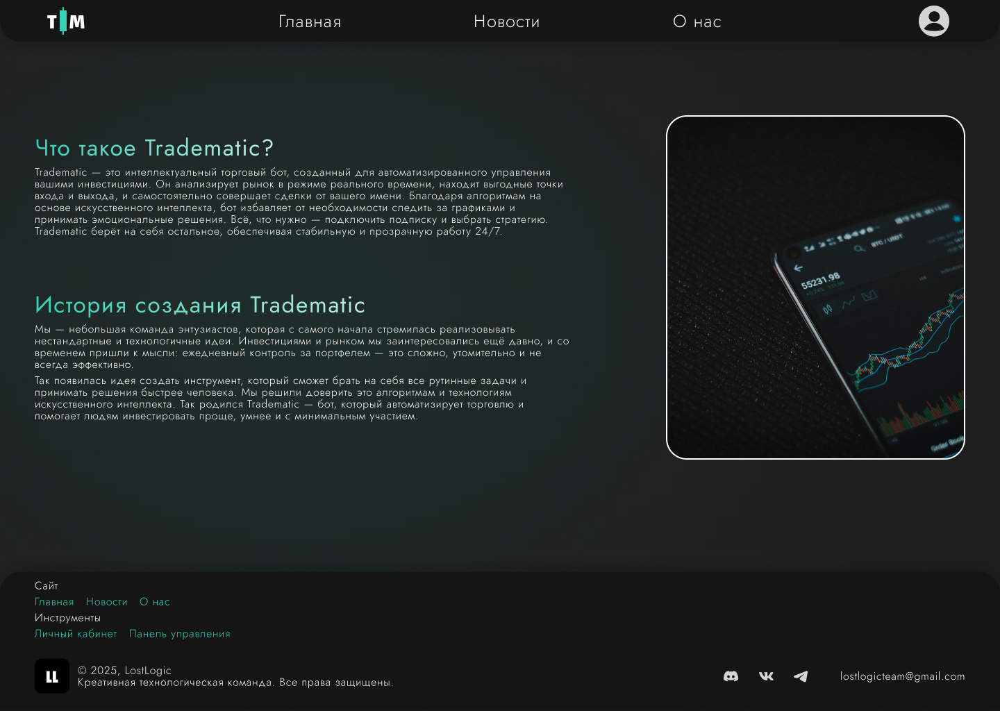 TM
Главная
Новости
О нас
Что такое Tradematic?
Tradematic — это интеллектуальный торговый бот, созданный для автоматизированного управления
вашими инвестициями. Он анализирует рынок в режиме реального времени, находит выгодные точки
входа и выхода, и самостоятельно совершает сделки от вашего имени. Благодаря алгоритмам на
основе искусственного интеллекта, бот избавляет от необходимости следить за графиками и
принимать эмоциональные решения. Всё, что нужно — подключить подписку и выбрать стратегию.
Tradematic берёт на себя остальное, обеспечивая стабильную и прозрачную работу 24/7.
История создания Tradematic
Мы — небольшая команда энтузиастов, которая с самого начала стремилась реализовывать
нестандартные и технологичные идеи. Инвестициями и рынком мы заинтересовались ещё давно, и со
временем пришли к мысли: ежедневный контроль за портфелем — это сложно, утомительно и не
всегда эффективно.
Так появилась идея создать инструмент, который сможет брать на себя все рутинные задачи и
принимать решения быстрее человека. Мы решили доверить это алгоритмам и технологиям
искусственного интеллекта. Так родился Tradematic — бот, который автоматизирует торговлю и
помогает людям инвестировать проще, умнее и с минимальным участием.
BTC / USDT
55231.98
Order Book
Сайт
Главная Новости О нас
Инструменты
Личный кабинет Панель управления
LL
© 2025, LostLogic
Креативная технологическая команда. Все права защищены.
lostlogicteam@gmail.com